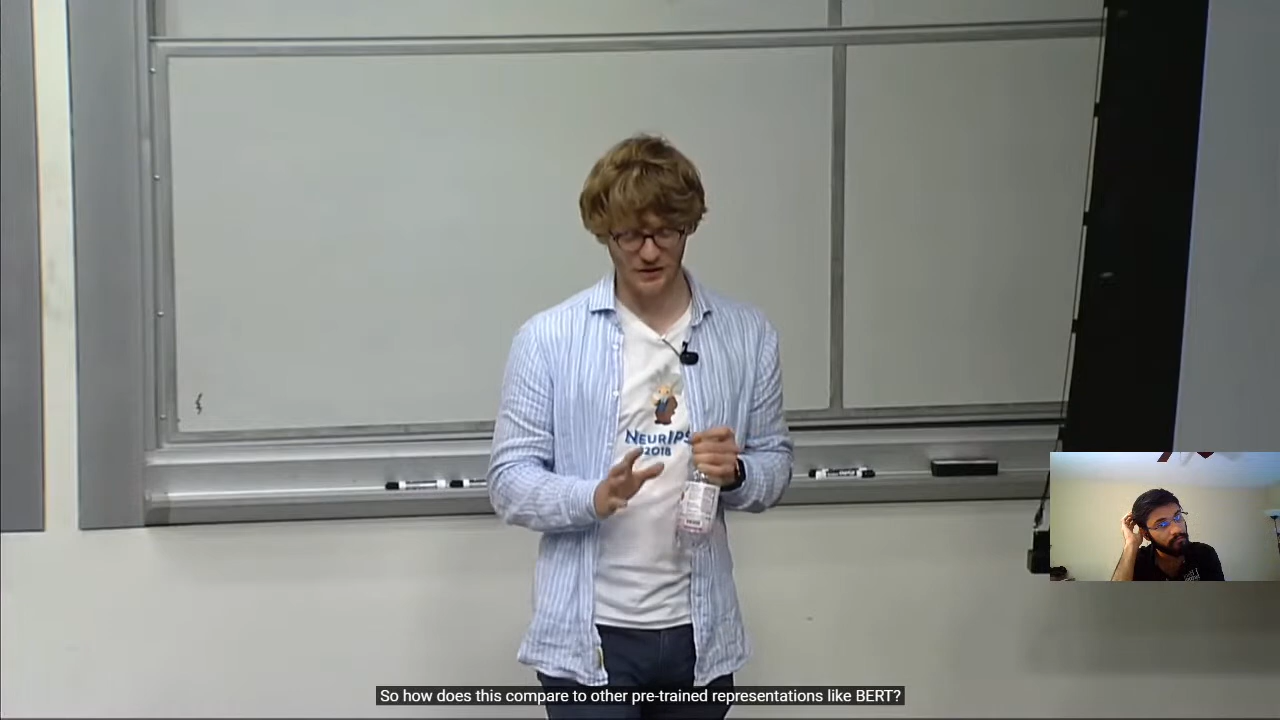 NEURIPS
2018
So how does this compare to other pre-trained representations like BERT?